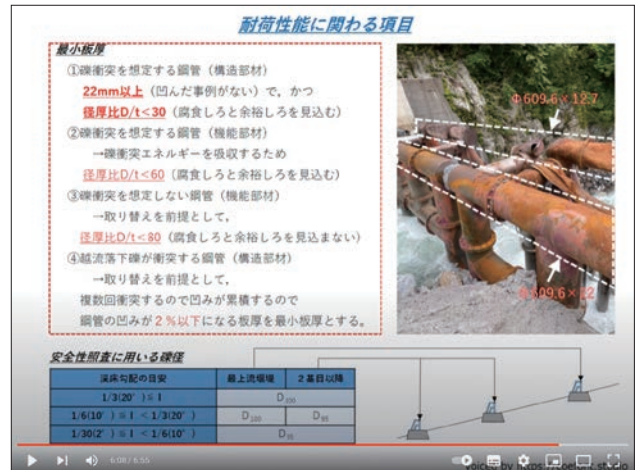 耐荷性能に関わる項目
最小板厚
①礫衝突を想定する鋼管（構造部材）
22mm以上（凹んだ事例がない）で，かつ
径厚比D/t<30（腐食しろと余裕しろを見込む）
②礫衝突を想定する鋼管（機能部材）
→礫衝突エネルギーを吸収するため
径厚比D/t<60（腐食しろと余裕しろを見込む）
③礫衝突を想定しない鋼管（機能部材）
→取り替えを前提として，
径厚比D/t<80（腐食しろと余裕しろを見込まない）
④越流落下礫が衝突する鋼管（構造部材）
→取り替えを前提として，
複数回衝突するので凹みが累積するので
鋼管の凹みが２％以下になる板厚を最小板厚とする。
Φ609.6×12.7
Φ609.6×12
安全性照査に用いる礫径
渓床勾配の目安 最上流堰堤 2基目以降
1/3(20°)≦I D100
1/6(10°)≦I＜1/3(20°) D100 D95
1/30(2°)≦I＜1/6(10°) D95
6:08 / 6:55